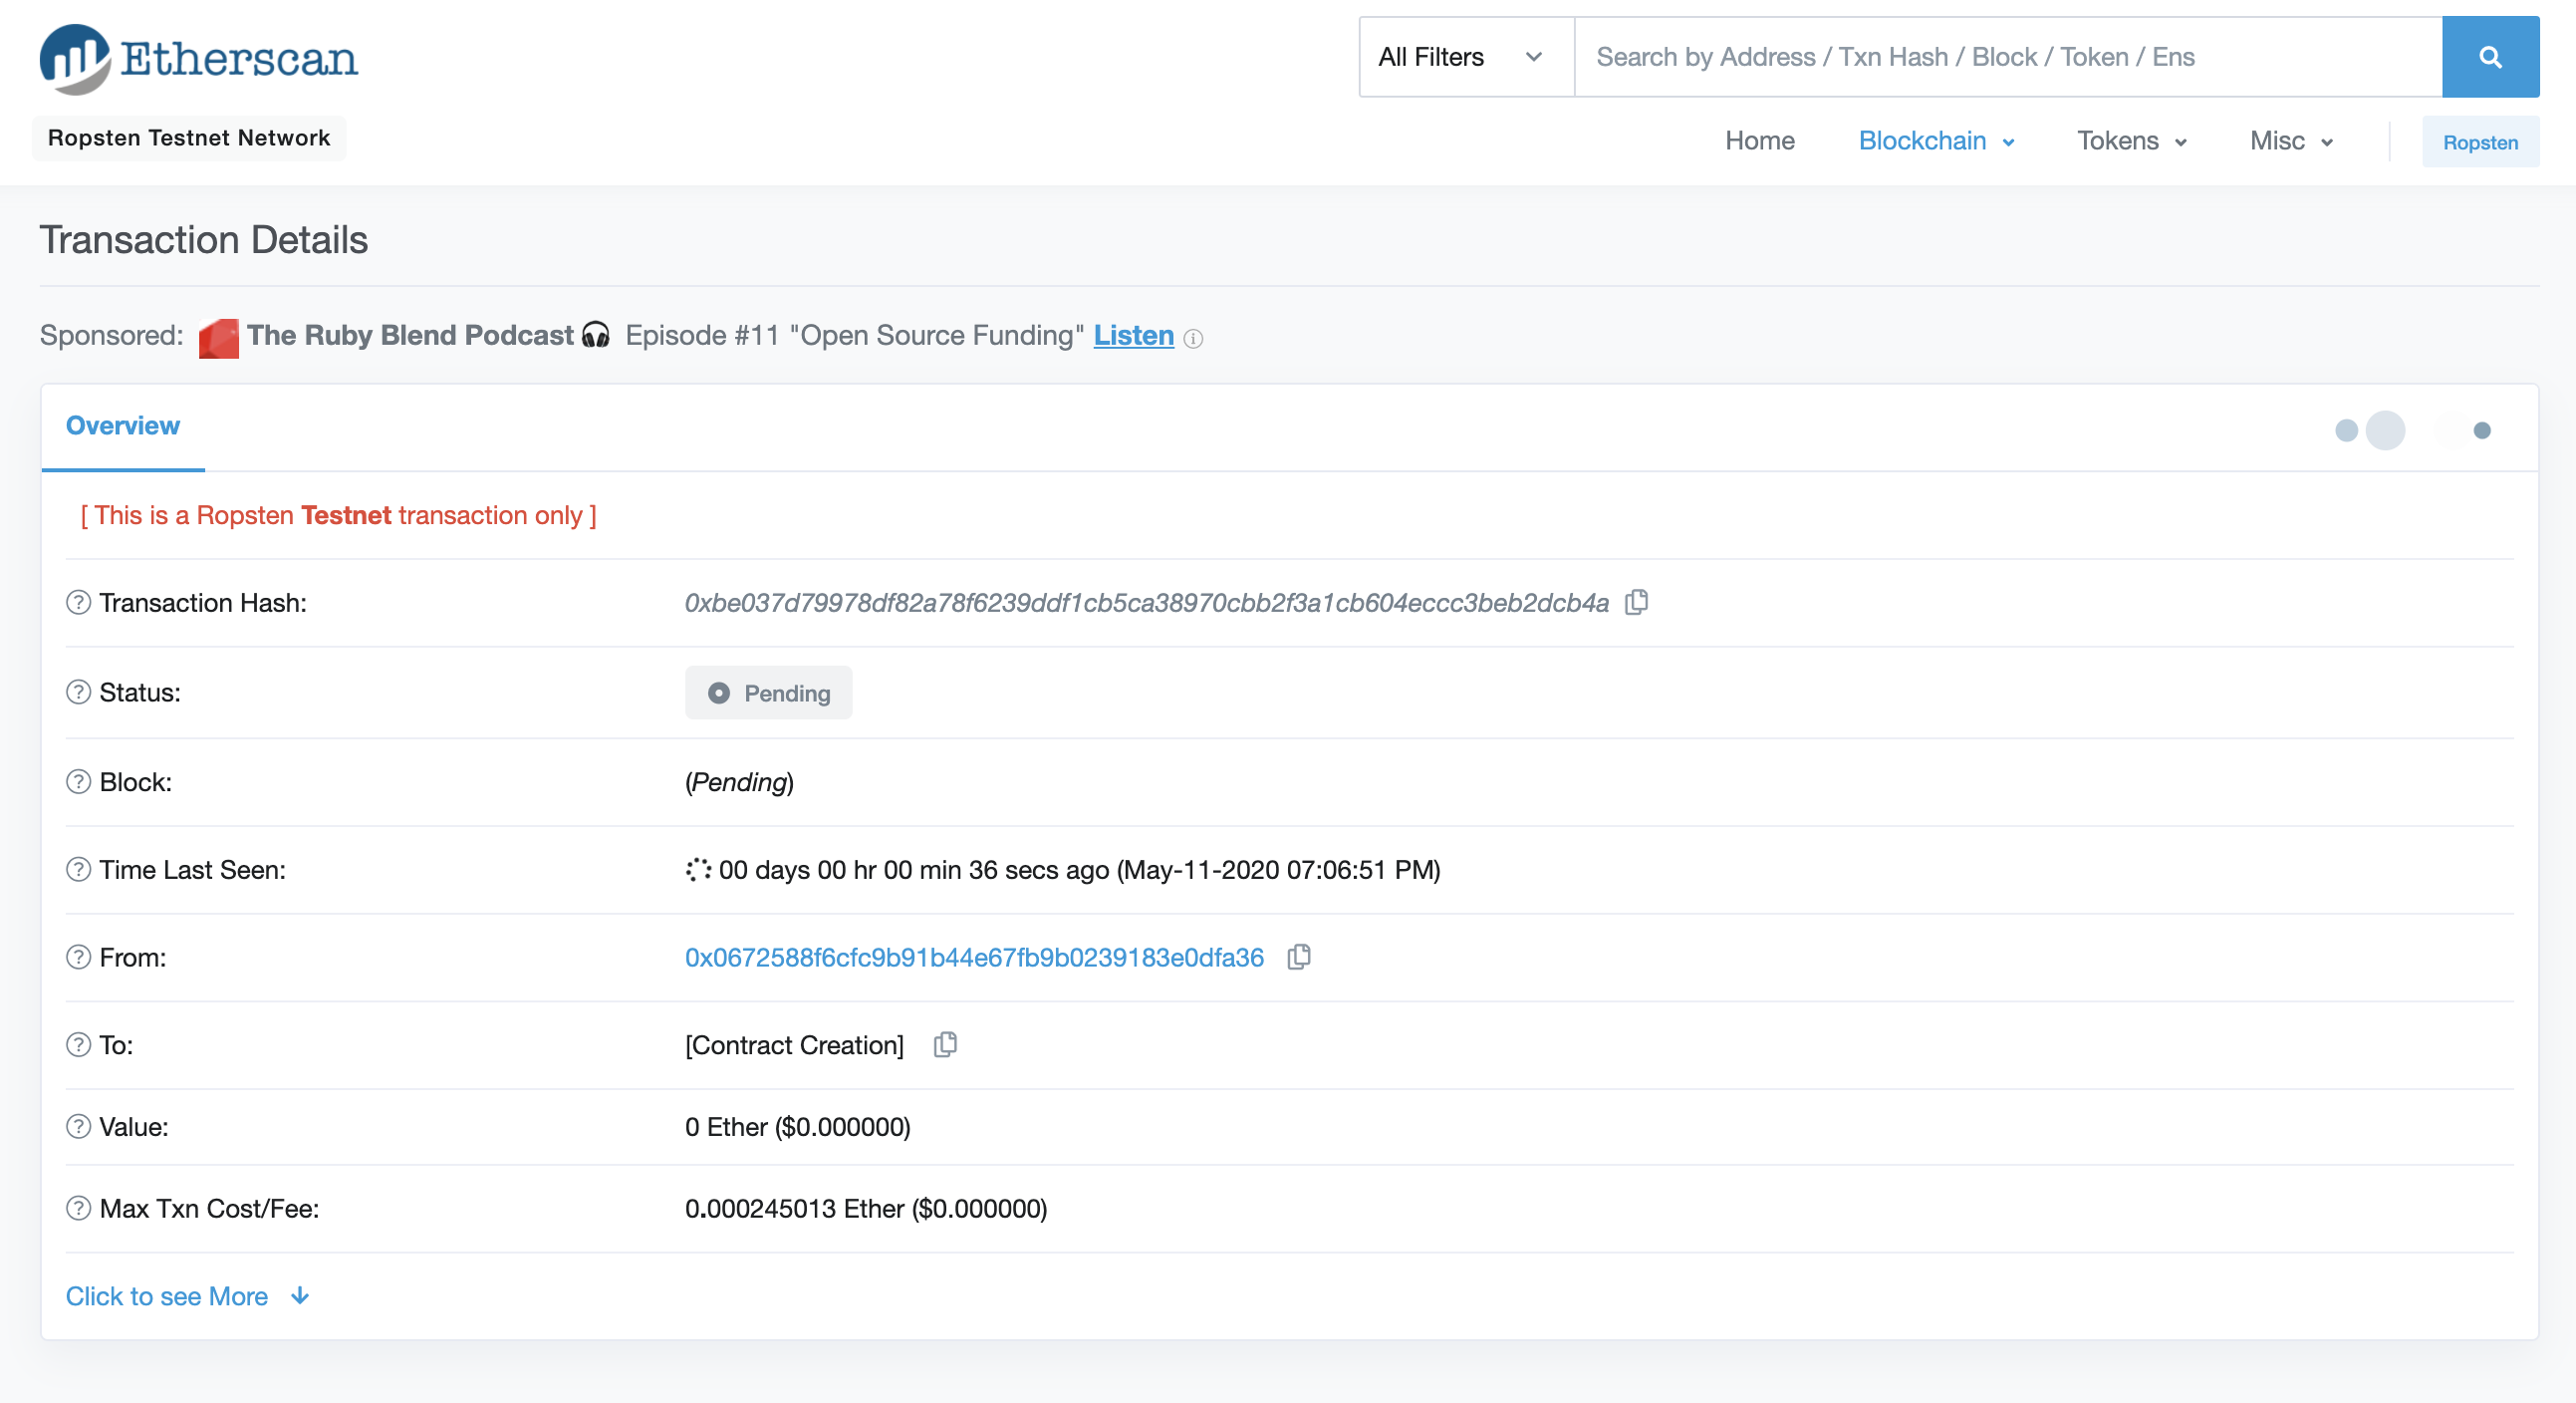 Etherscan
All Filters
Search by Address / Txn Hash / Block / Token / Ens
Ropsten Testnet Network
Home Blockchain Tokens Misc Ropsten
Transaction Details
Sponsored: The Ruby Blend Podcast Episode #11 "Open Source Funding" Listen
Overview
[ This is a Ropsten Testnet transaction only ]
Transaction Hash: 0xbe037d79978df82a78f6239ddf1cb5ca38970cbb2f3a1cb604eccc3beb2dcb4a
Status: Pending
Block: (Pending)
Time Last Seen: 00 days 00 hr 00 min 36 secs ago (May-11-2020 07:06:51 PM)
From: 0x0672588f6cfc9b91b44e67fb9b0239183e0dfa36
To: [Contract Creation]
Value: 0 Ether ($0.000000)
Max Txn Cost/Fee: 0.000245013 Ether ($0.000000)
Click to see More